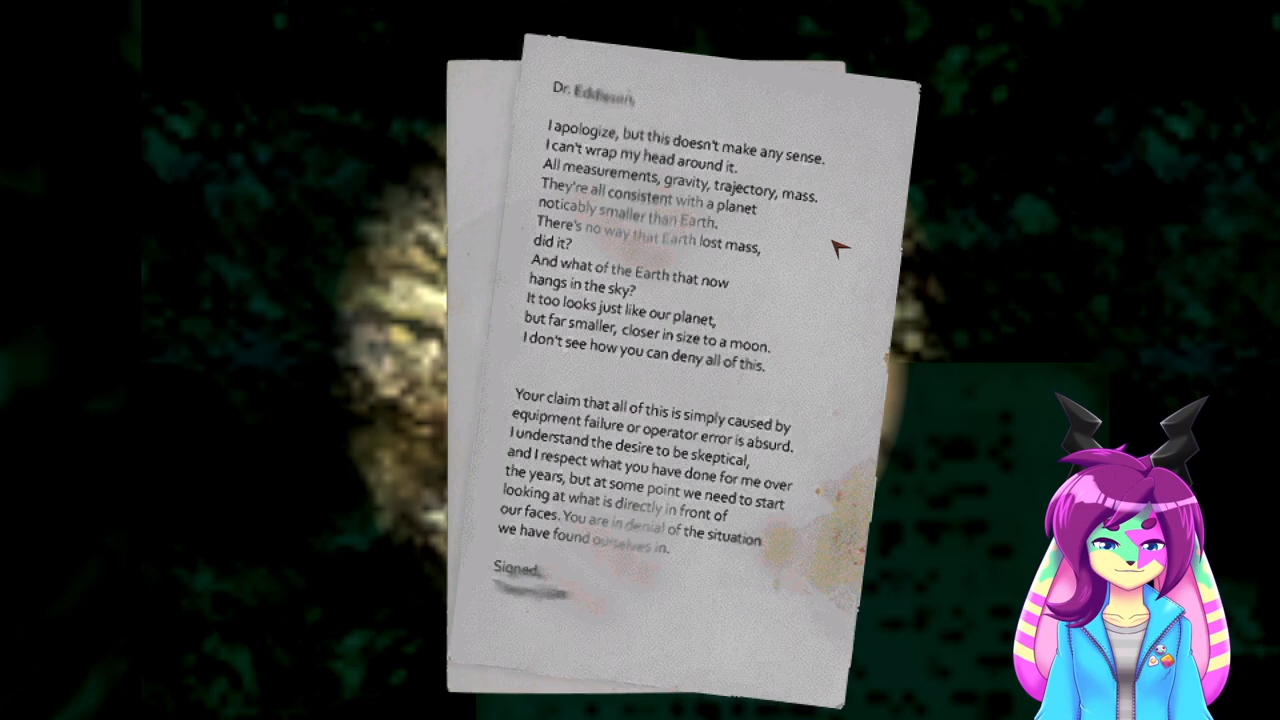 Dr.
I apologize, but this doesn't make any sense.
I can't wrap my head around it.
All measurements, gravity, trajectory, mass.
They're all consistent with a planet
noticably smaller than Earth.
There's no way that Earth lost mass,
did it?
And what of the Earth that now
hangs in the sky?
It too looks just like our planet,
but far smaller, closer in size to a moon.
I don't see how you can deny all of this.
Your claim that all of this is simply caused by
equipment failure or operator error is absurd.
I understand the desire to be skeptical,
and I respect what you have done for me over
the years, but at some point we need to start
looking at what is directly in front of
our faces. You are in denial of the situation
we have found ourselves in.
Signed,